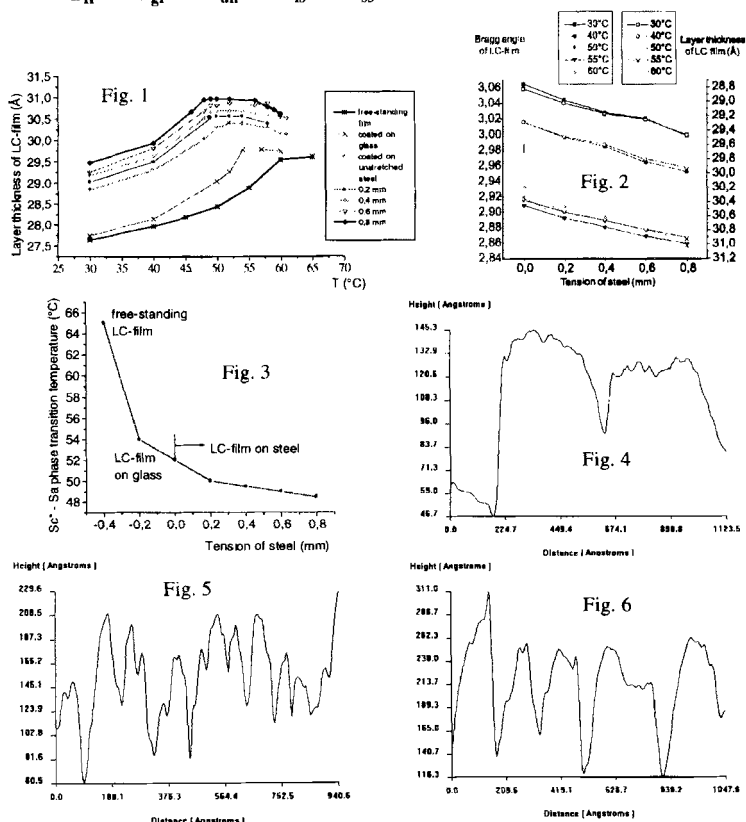 Fig. 1
Layer thickness of LC-film (Å)
31,5
31,0
30,5
30,0
29,5
29,0
28,5
28,0
27,5
25 30 35 40 45 50 55 60 65 70
T (°C)
free-standing
film
coated on
glass
coated on
unstretched
steel
0,2 mm
0,4 mm
0,6 mm
0,8 mm
Fig. 2
Bragg angle
of LC-film
30°C
40°C
50°C
55°C
60°C
30°C
40°C
50°C
55°C
60°C
Layer thickness
of LC film (Å)
3,06
3,04
3,02
3,00
2,98
2,96
2,94
2,92
2,90
2,88
2,86
2,84
28,8
29,0
29,2
29,4
29,6
29,8
30,0
30,2
30,4
30,6
30,8
31,0
31,2
0,0 0,2 0,4 0,6 0,8
Tension of steel (mm)
Fig. 3
Sc* - Sa phase transition temperature (°C)
66
64
62
60
58
56
54
52
50
48
free-standing
LC-film
LC-film
on glass
LC-film on steel
-0,4 -0,2 0,0 0,2 0,4 0,6 0,8
Tension of steel (mm)
Height [ Angstroms ]
Fig. 4
145.3
132.9
120.6
96.0
83.7
71.3
46.7
0.0 224.7 449.4 674.1 898.8 1123.5
Distance [ Angstroms ]
Height [ Angstroms ]
Fig. 5
229.6
208.5
187.3
145.1
123.9
102.8
81.6
0.0 188.1 376.3 564.4 752.5 940.6
Distance [ Angstroms ]
Height [ Angstroms ]
Fig. 6
311.0
286.7
262.3
238.0
213.7
140.7
116.3
0.0 209.5 419.1 628.7 838.2 1047.8
Distance [ Angstroms ]